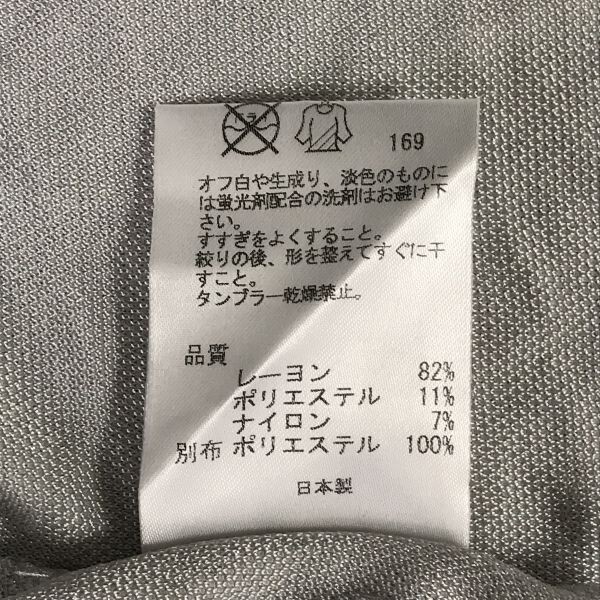 169
オフ白や生成り、淡色のものに
は蛍光剤配合の洗剤はお避け下
さい。
すすぎをよくすること。
絞りの後、形を整えてすぐに干
すこと。
タンブラー乾燥禁止。
品質
レーヨン 82%
ポリエステル 11%
ナイロン 7%
別布 ポリエステル 100%
日本製